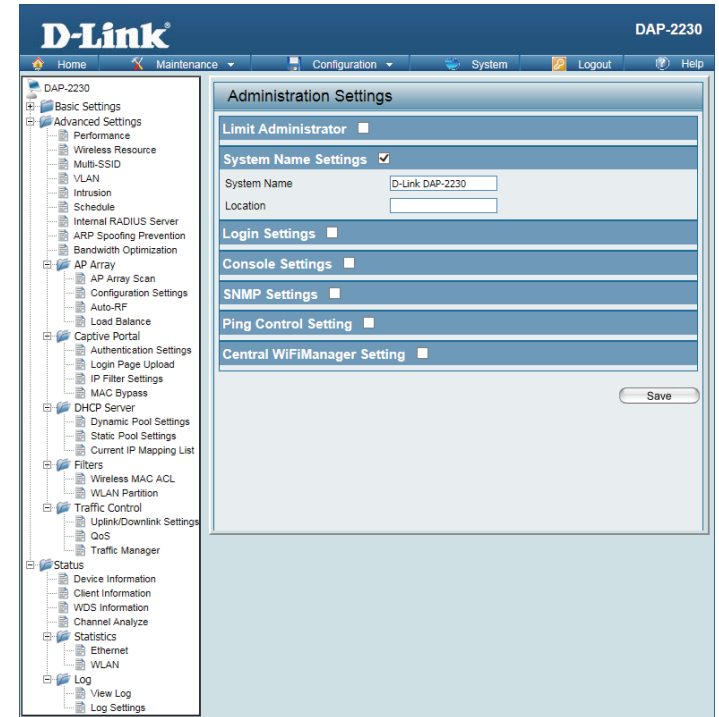 D-Link®
DAP-2230
Home Maintenance Configuration System Logout Help
DAP-2230
Basic Settings
Advanced Settings
Performance
Wireless Resource
Multi-SSID
VLAN
Intrusion
Schedule
Internal RADIUS Server
ARP Spoofing Prevention
Bandwidth Optimization
AP Array
AP Array Scan
Configuration Settings
Auto-RF
Load Balance
Captive Portal
Authentication Settings
Login Page Upload
IP Filter Settings
MAC Bypass
DHCP Server
Dynamic Pool Settings
Static Pool Settings
Current IP Mapping List
Filters
Wireless MAC ACL
WLAN Partition
Traffic Control
Uplink/Downlink Settings
QoS
Traffic Manager
Status
Device Information
Client Information
WDS Information
Channel Analyze
Statistics
Ethernet
WLAN
Log
View Log
Log Settings
Administration Settings
Limit Administrator
System Name Settings
System Name D-Link DAP-2230
Location
Login Settings
Console Settings
SNMP Settings
Ping Control Setting
Central WiFiManager Setting
Save